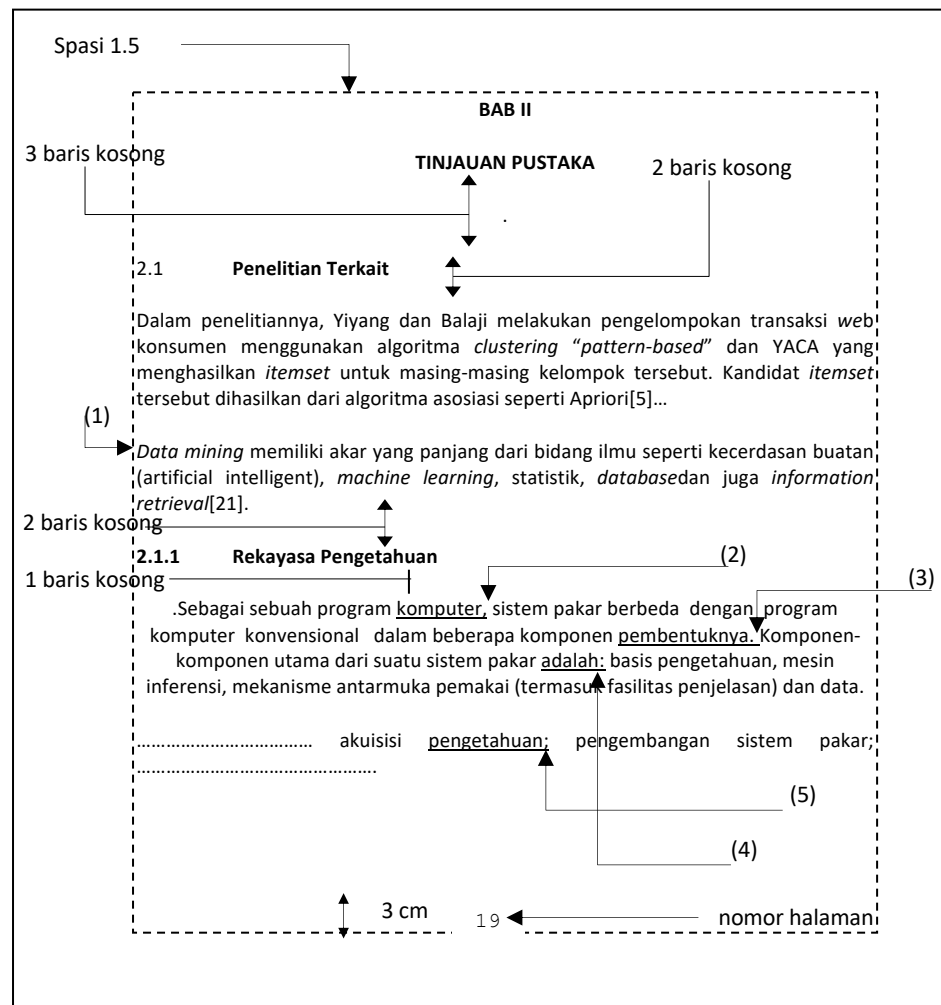 Spasi 1.5
BAB II
3 baris kosong
TINJAUAN PUSTAKA
2 baris kosong
.
2.1 Penelitian Terkait
Dalam penelitiannya, Yiyang dan Balaji melakukan pengelompokan transaksi web
konsumen menggunakan algoritma clustering “pattern-based” dan YACA yang
menghasilkan itemset untuk masing-masing kelompok tersebut. Kandidat itemset
tersebut dihasilkan dari algoritma asosiasi seperti Apriori[5]…
(1)
Data mining memiliki akar yang panjang dari bidang ilmu seperti kecerdasan buatan
(artificial intelligent), machine learning, statistik, databasedan juga information
retrieval[21].
2 baris kosong
2.1.1 Rekayasa Pengetahuan
(2)
1 baris kosong
(3)
.Sebagai sebuah program komputer, sistem pakar berbeda dengan program
komputer konvensional dalam beberapa komponen pembentuknya. Komponen-
komponen utama dari suatu sistem pakar adalah: basis pengetahuan, mesin
inferensi, mekanisme antarmuka pemakai (termasuk fasilitas penjelasan) dan data.
…………………………… akuisisi pengetahuan; pengembangan sistem pakar;
……………………………………….
(5)
(4)
3 cm
19
nomor halaman